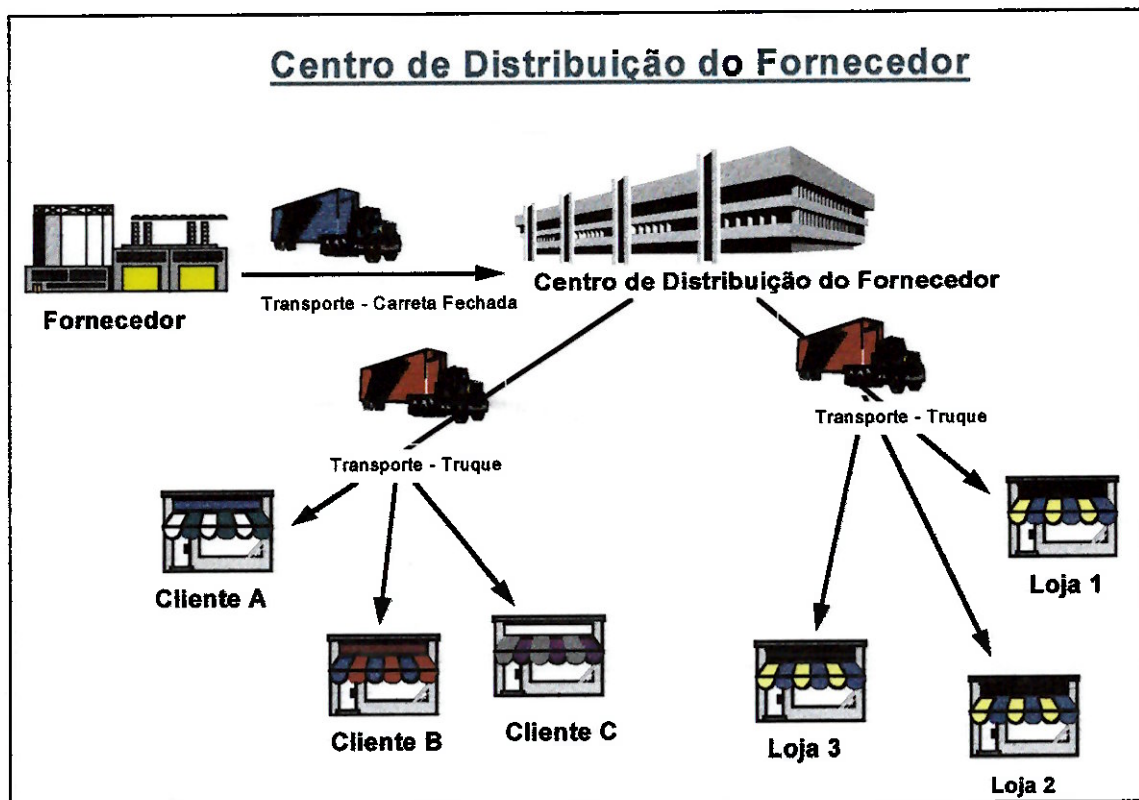 Centro de Distribuição do Fornecedor
Centro de Distribuição do Fornecedor
Transporte - Carreta Fechada
Fornecedor
Transporte - Truque
Transporte - Truque
Cliente A
Loja 1
Cliente B
Cliente C
Loja 3
Loja 2